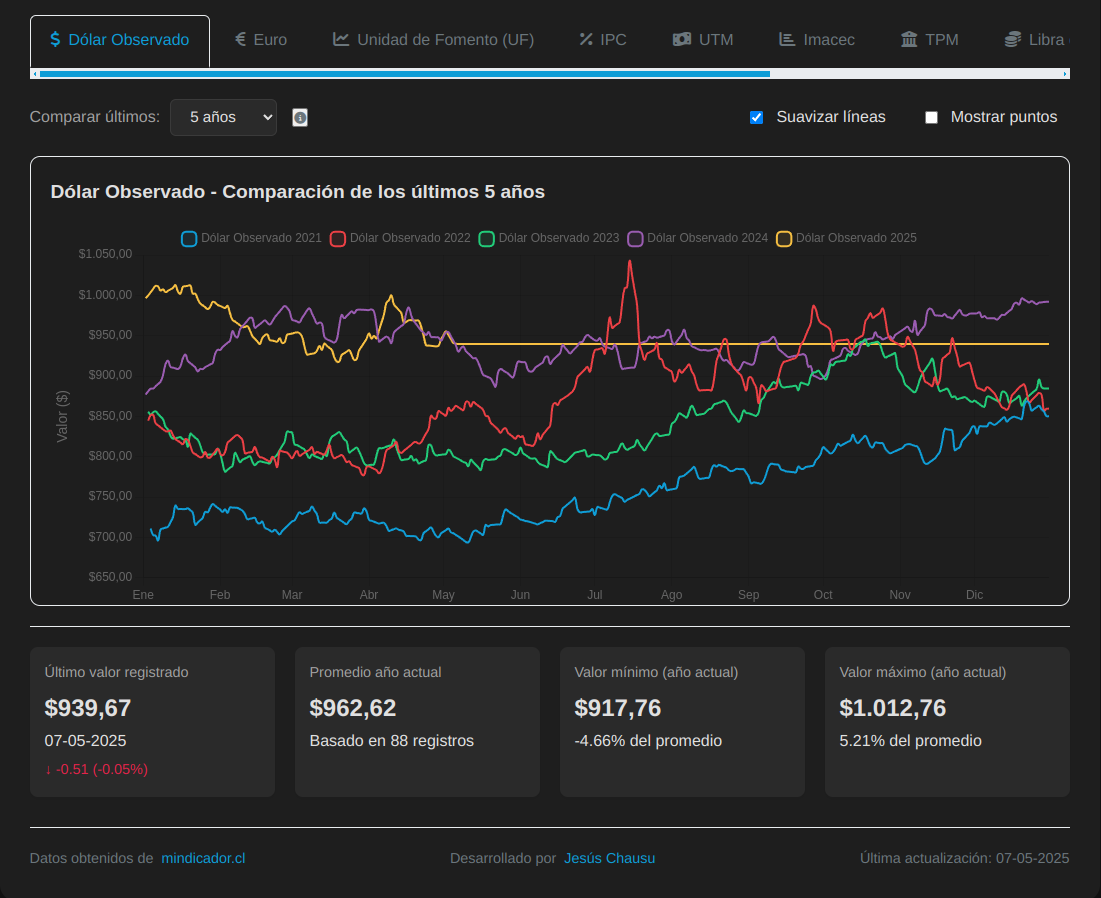 Dólar Observado Euro Unidad de Fomento (UF) IPC UTM Imacec TPM Libra
Comparar últimos: 5 años Suavizar líneas Mostrar puntos
Dólar Observado - Comparación de los últimos 5 años
Dólar Observado 2021 Dólar Observado 2022 Dólar Observado 2023 Dólar Observado 2024 Dólar Observado 2025
Valor ($)
$1.050,00
$1.000,00
$950,00
$900,00
$850,00
$800,00
$750,00
$700,00
$650,00
Ene Feb Mar Abr May Jun Jul Ago Sep Oct Nov Dic
Último valor registrado
$939,67
07-05-2025
↓ -0.51 (-0.05%)
Promedio año actual
$962,62
Basado en 88 registros
Valor mínimo (año actual)
$917,76
-4.66% del promedio
Valor máximo (año actual)
$1.012,76
5.21% del promedio
Datos obtenidos de mindicador.cl Desarrollado por Jesús Chausu Última actualización: 07-05-2025